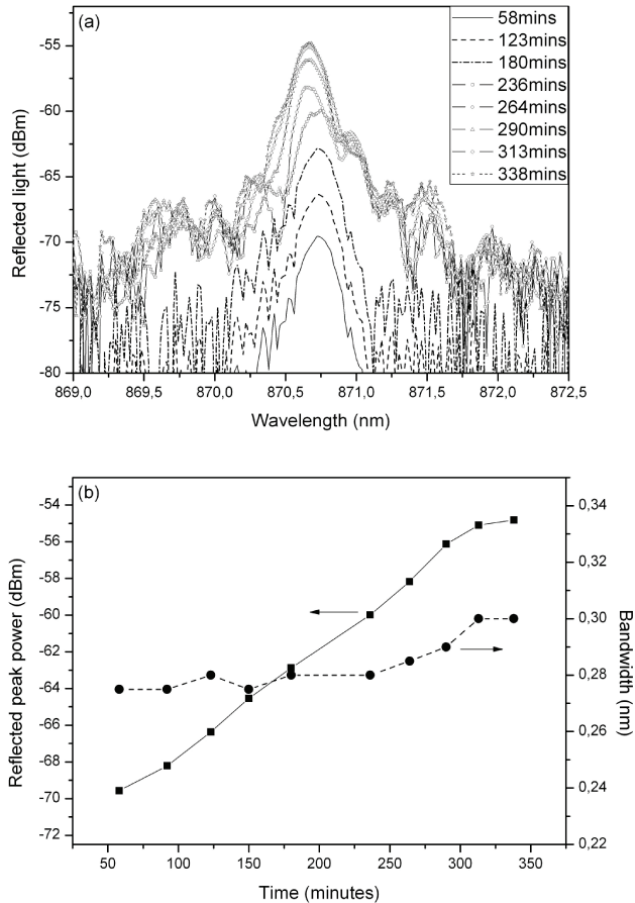 (a)
58mins
123mins
180mins
236mins
264mins
290mins
313mins
338mins
Reflected light (dBm)
-55
-60
-65
-70
-75
-80
869,0 869,5 870,0 870,5 871,0 871,5 872,0 872,5
Wavelength (nm)
(b)
Reflected peak power (dBm)
-54
-56
-58
-60
-62
-64
-66
-68
-70
-72
0,34
0,32
0,30
0,28
0,26
0,24
0,22
Bandwidth (nm)
50 100 150 200 250 300 350
Time (minutes)